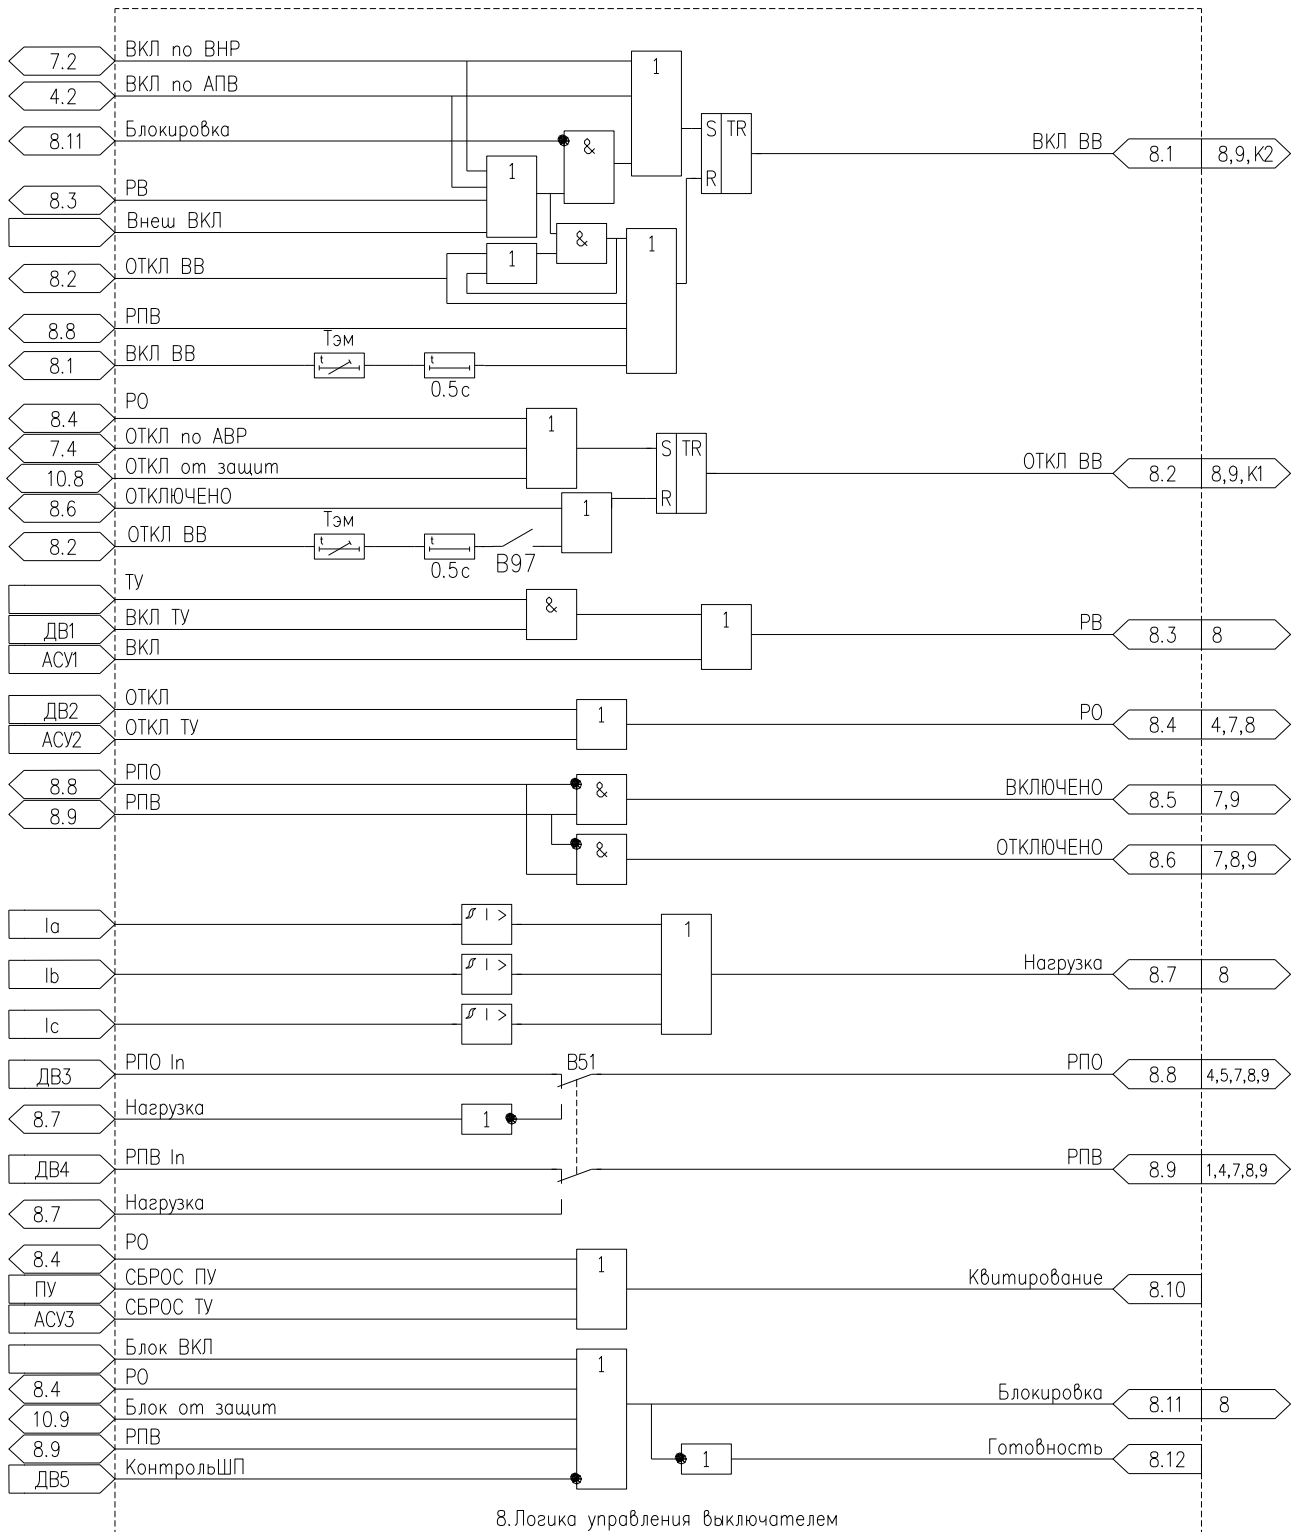 7.2 ВКЛ по ВНР
4.2 ВКЛ по АПВ
8.11 Блокировка
8.3 РВ
Внеш ВКЛ
8.2 ОТКЛ ВВ
8.8 РПВ
8.1 ВКЛ ВВ
Тэм
t
t
0.5с
1
&
1
&
1
1
S TR
R
ВКЛ ВВ 8.1 8,9,К2
8.4 РО
7.4 ОТКЛ по АВР
10.8 ОТКЛ от защит
8.6 ОТКЛЮЧЕНО
8.2 ОТКЛ ВВ
Тэм
t
t
0.5с
В97
1
1
S TR
R
ОТКЛ ВВ 8.2 8,9,К1
ТУ
ДВ1 ВКЛ ТУ
АСУ1 ВКЛ
&
1
РВ 8.3 8
ДВ2 ОТКЛ
АСУ2 ОТКЛ ТУ
1
РО 8.4 4,7,8
8.8 РПО
8.9 РПВ
&
&
ВКЛЮЧЕНО 8.5 7,9
ОТКЛЮЧЕНО 8.6 7,8,9
Ia
Ib
Ic
I >
I >
I >
1
Нагрузка 8.7 8
ДВ3 РПО In
8.7 Нагрузка
1
В51
РПО 8.8 4,5,7,8,9
ДВ4 РПВ In
8.7 Нагрузка
РПВ 8.9 1,4,7,8,9
8.4 РО
ПУ СБРОС ПУ
АСУ3 СБРОС ТУ
1
Квитирование 8.10
Блок ВКЛ
8.4 РО
10.9 Блок от защит
8.9 РПВ
ДВ5 КонтрольШП
1
1
Блокировка 8.11 8
Готовность 8.12
8.Логика управления выключателем